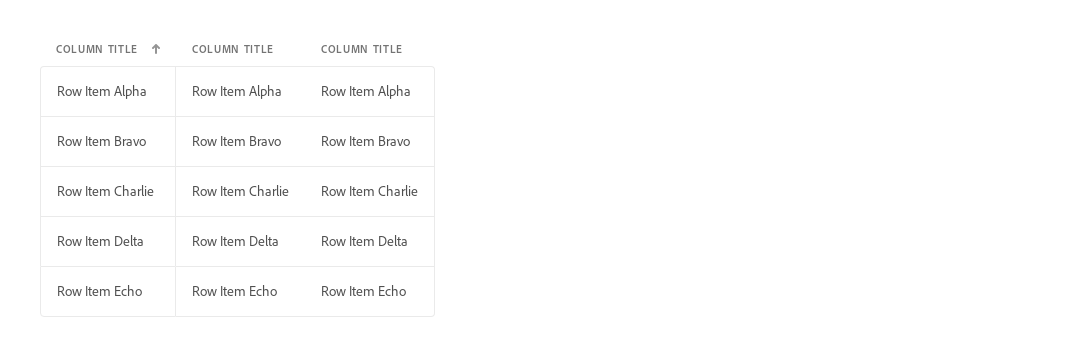 COLUMN TITLE COLUMN TITLE COLUMN TITLE
Row Item Alpha Row Item Alpha Row Item Alpha
Row Item Bravo Row Item Bravo Row Item Bravo
Row Item Charlie Row Item Charlie Row Item Charlie
Row Item Delta Row Item Delta Row Item Delta
Row Item Echo Row Item Echo Row Item Echo